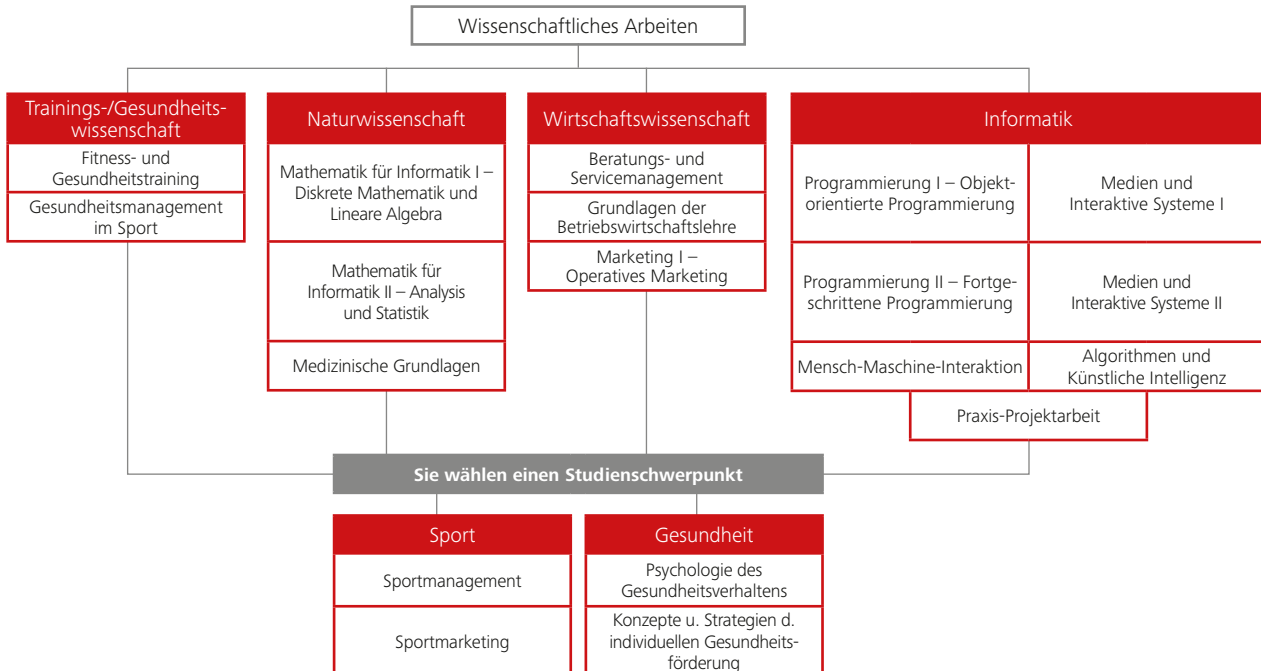 Wissenschaftliches Arbeiten
Trainings-/Gesundheits-
wissenschaft
Fitness- und
Gesundheitstraining
Gesundheitsmanagement
im Sport
Naturwissenschaft
Mathematik für Informatik I –
Diskrete Mathematik und
Lineare Algebra
Mathematik für
Informatik II – Analysis
und Statistik
Medizinische Grundlagen
Wirtschaftswissenschaft
Beratungs- und
Servicemanagement
Grundlagen der
Betriebswirtschaftslehre
Marketing I –
Operatives Marketing
Informatik
Programmierung I – Objekt-
orientierte Programmierung
Medien und
Interaktive Systeme I
Programmierung II – Fortge-
schrittene Programmierung
Medien und
Interaktive Systeme II
Mensch-Maschine-Interaktion
Algorithmen und
Künstliche Intelligenz
Praxis-Projektarbeit
Sie wählen einen Studienschwerpunkt
Sport
Sportmanagement
Sportmarketing
Gesundheit
Psychologie des
Gesundheitsverhaltens
Konzepte u. Strategien d.
individuellen Gesundheits-
förderung